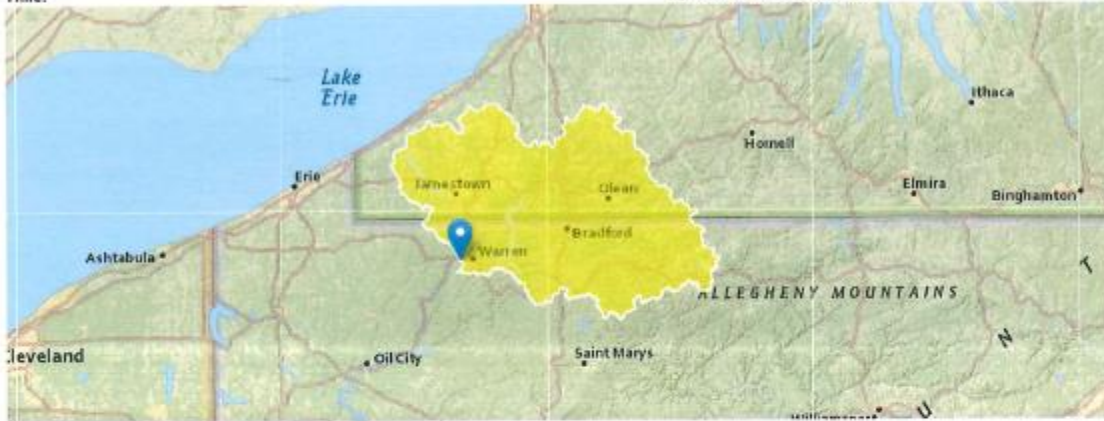 Lake
Erie
Ithaca
Hornell
Erie
Jamestown
Olean
Elmira
Binghamton
Bradford
Warren
Ashtabula
ALLEGHENY MOUNTAINS
T
N
U
Cleveland
Oil City
Saint Marys